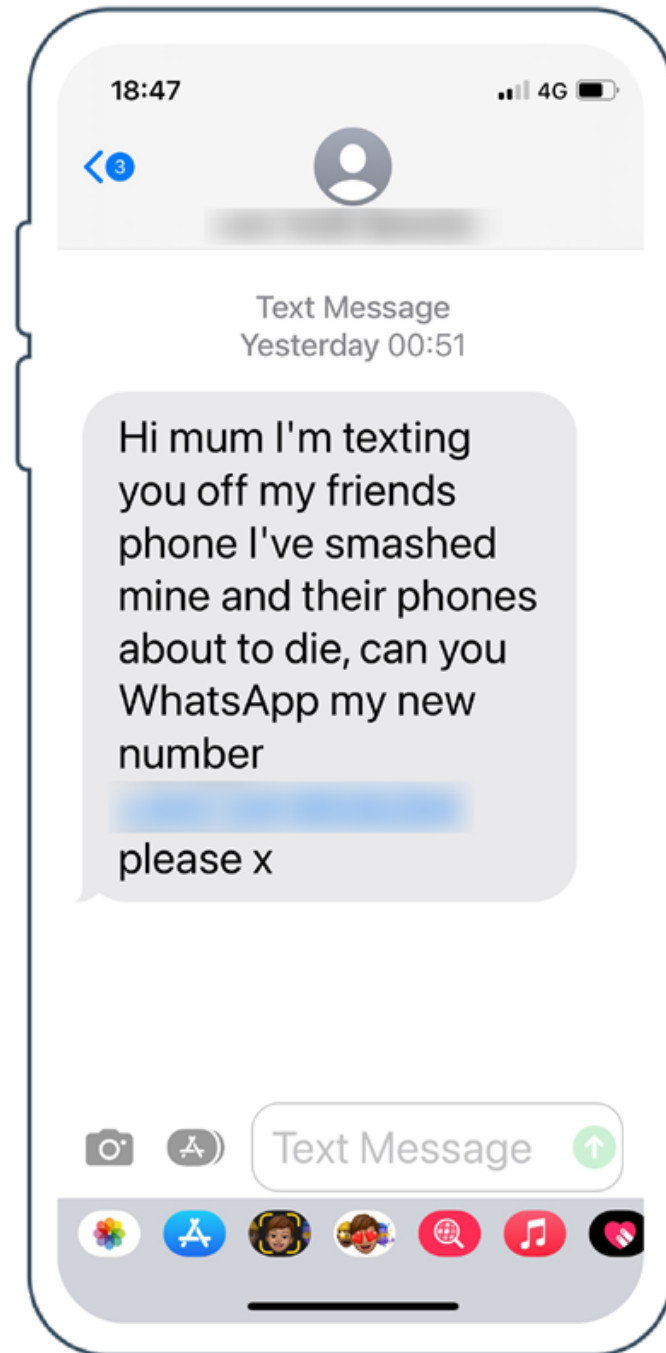 18:47
4G
3
Text Message
Yesterday 00:51
Hi mum I'm texting
you off my friends
phone I've smashed
mine and their phones
about to die, can you
WhatsApp my new
number
please x
Text Message